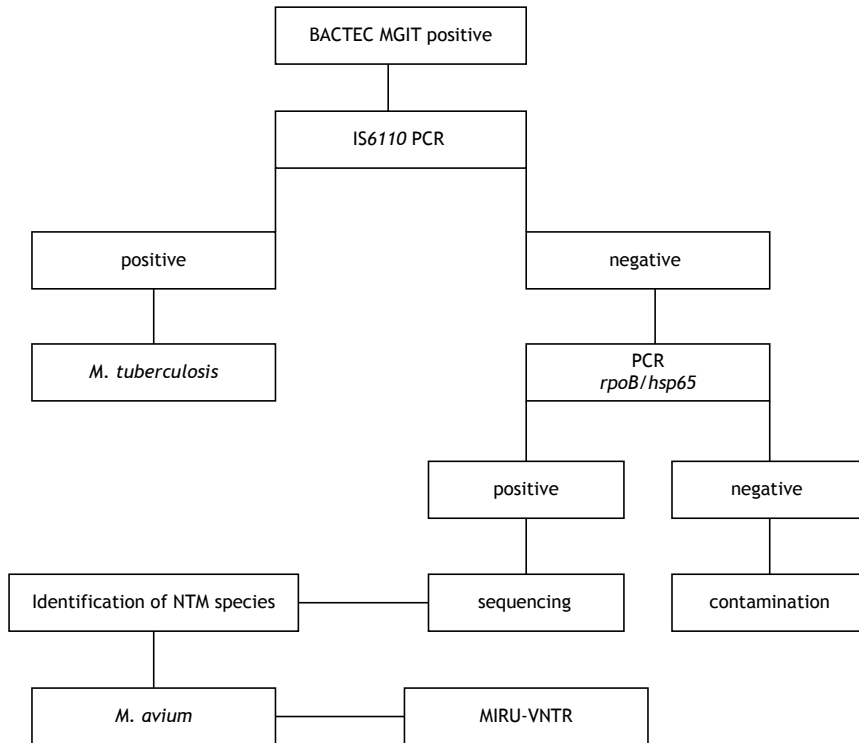 BACTEC MGIT positive
IS6110 PCR
positive
negative
M. tuberculosis
PCR
rpoB/hsp65
positive
negative
Identification of NTM species
sequencing
contamination
M. avium
MIRU-VNTR